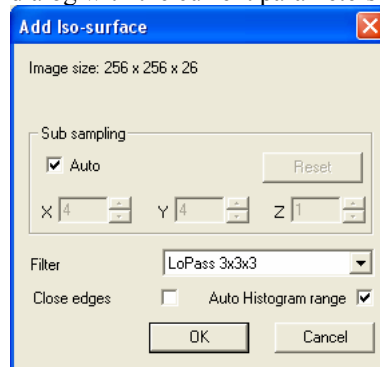 Add Iso-surface
Image size: 256 x 256 x 26
Sub sampling
Auto Reset
X 4 Y 4 Z 1
Filter LoPass 3x3x3
Close edges Auto Histogram range
OK Cancel